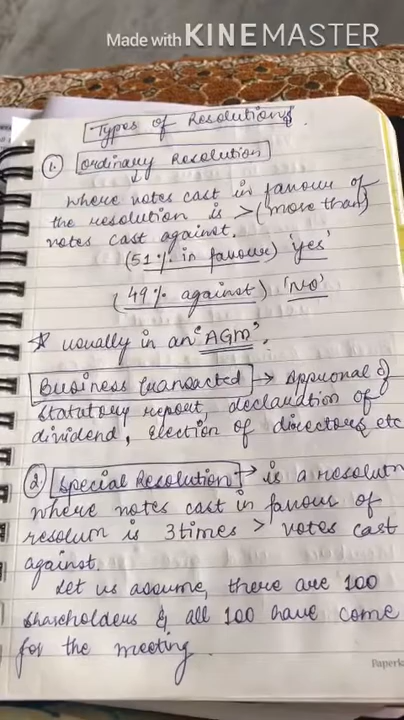 Made with KINEMASTER
Types of Resolutions.
1. Ordinary Resolution
Where votes cast in favour of
the resolution is > (more than)
votes cast against.
(51% in favour) 'yes'
(49% against) 'NO'
* usually in an 'AGM'.
Business transacted → Approval of
statutory report, declaration of
dividend, election of directors etc
2 Special Resolution → is a resolutn
where votes cast in favour of
resolun is 3times > votes cast
against.
Let us assume, there are 100
shareholders & all 100 have come
for the meeting.
Paperk